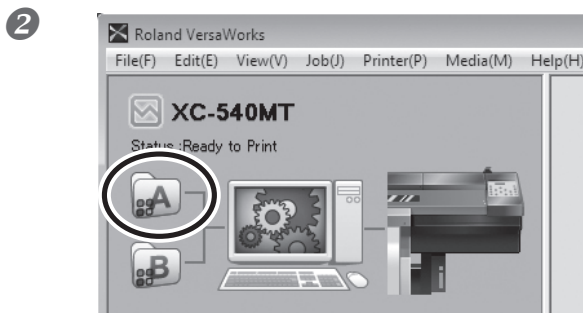 2
Roland VersaWorks
File(F) Edit(E) View(V) Job(J) Printer(P) Media(M) Help(H)
XC-540MT
Status :Ready to Print
A
B